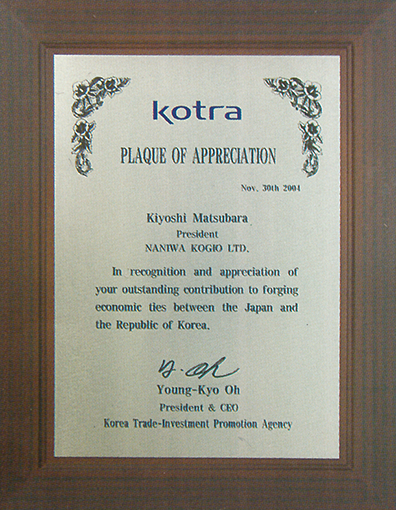 kotra
PLAQUE OF APPRECIATION
Nov. 30th 2004
Kiyoshi Matsubara
President
NANIWA KOGIO LTD.
In recognition and appreciation of
your outstanding contribution to forging
economic ties between the Japan and
the Republic of Korea.
Y. Oh
Young-Kyo Oh
President & CEO
Korea Trade-Investment Promotion Agency